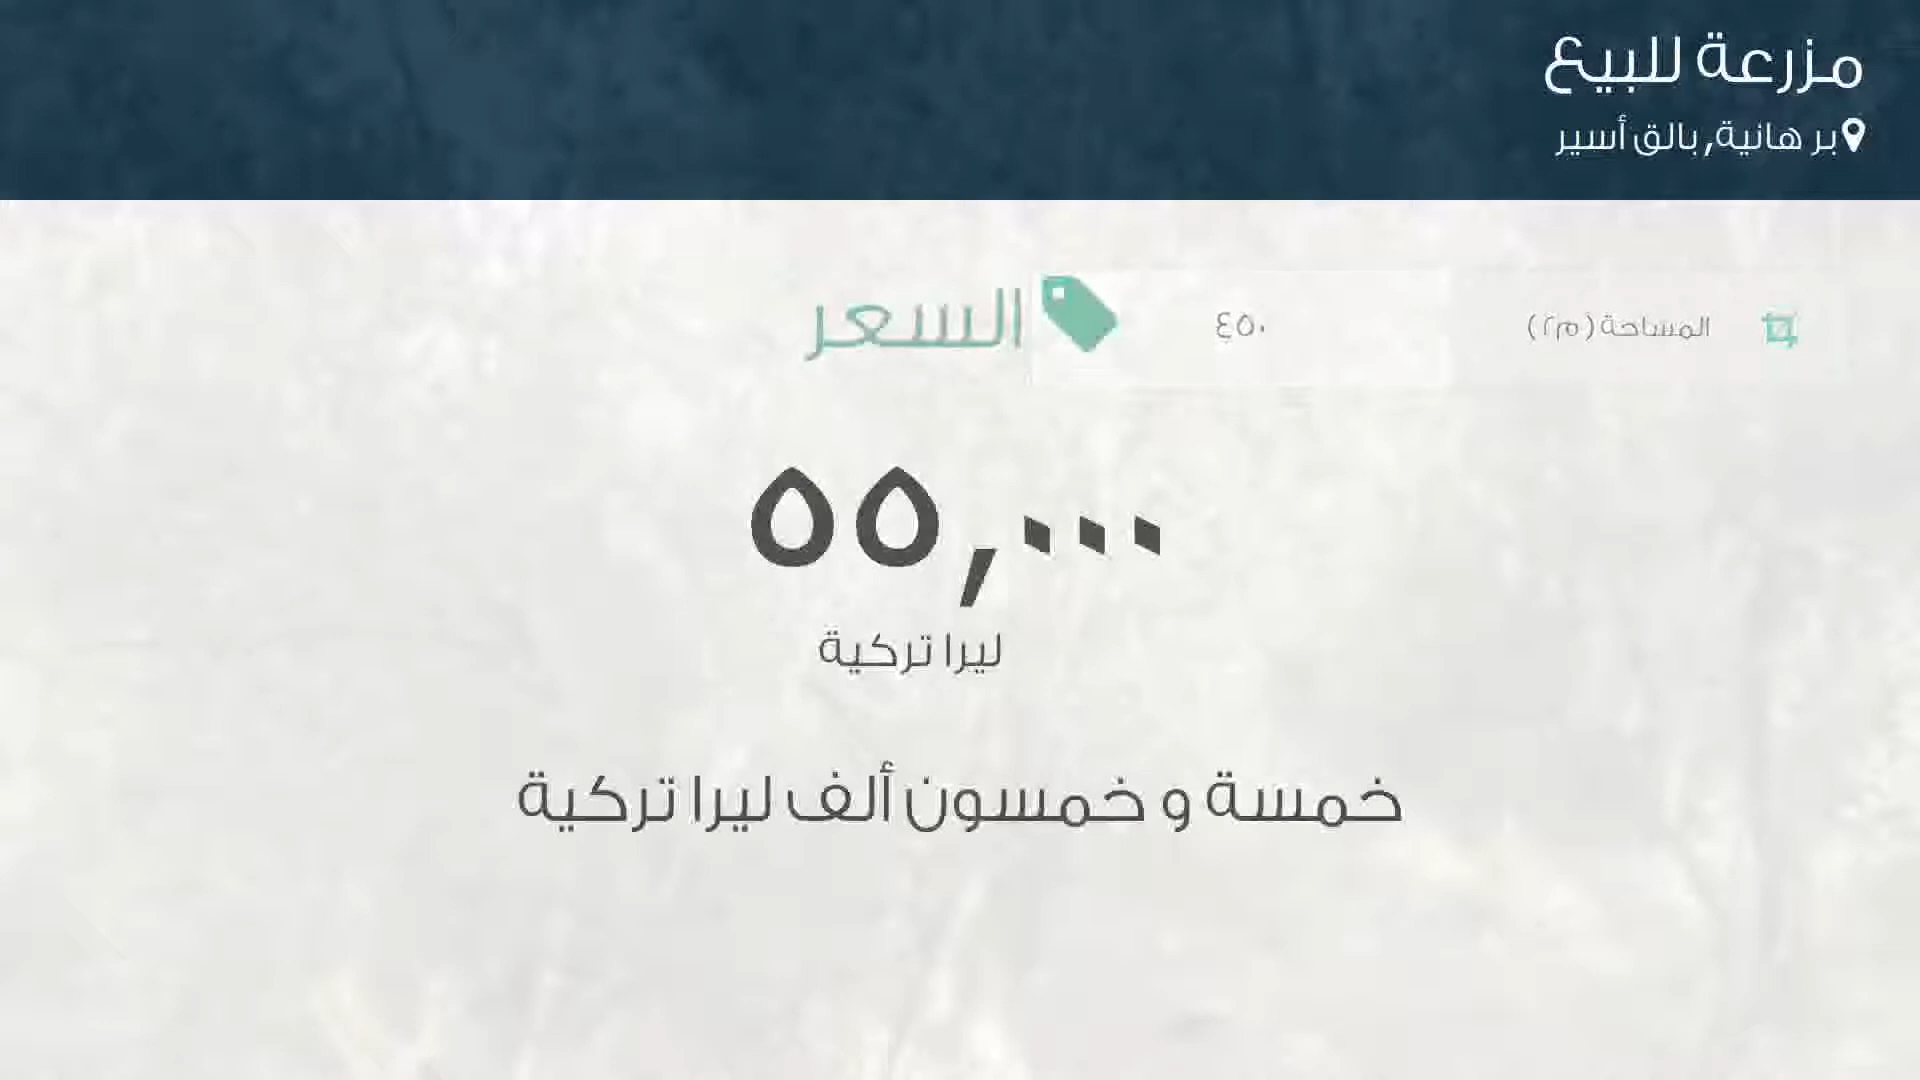 مزرعة للبيع
بر هانية, بالق أسير
المساحة (م٢) ٤٥٠
السعر
٥٥,٠٠٠
ليرا تركية
خمسة و خمسون ألف ليرا تركية